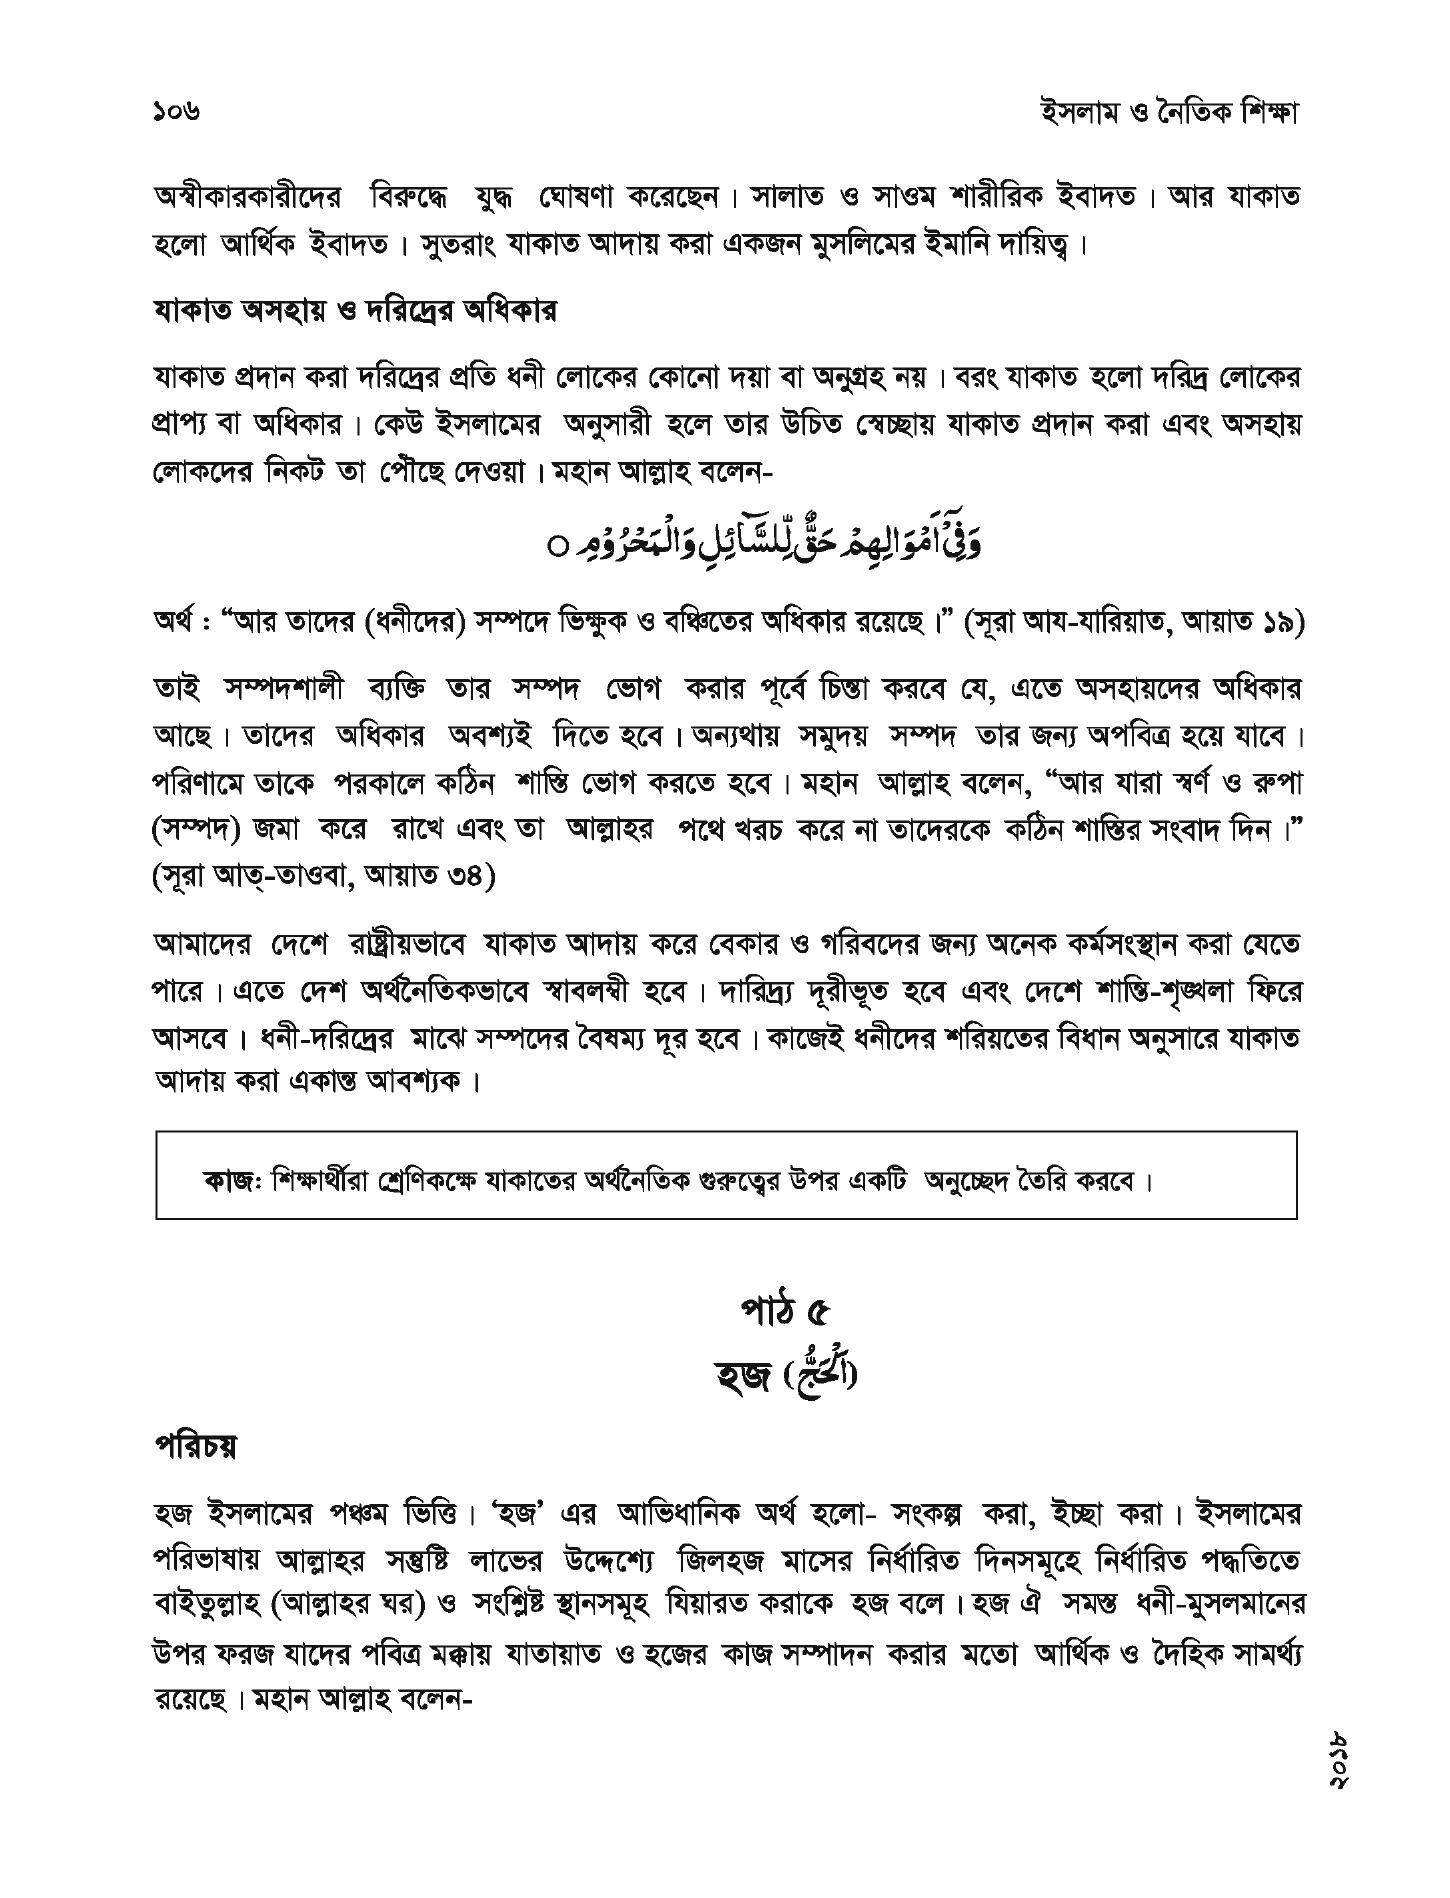 ১০৬
ইসলাম ও নৈতিক শিক্ষা
অস্বীকারকারীদের বিরুদ্ধে যুদ্ধ ঘোষণা করেছেন। সালাত ও সাওম শারীরিক ইবাদত। আর যাকাত
হলো আর্থিক ইবাদত। সুতরাং যাকাত আদায় করা একজন মুসলিমের ইমানি দায়িত্ব।
যাকাত অসহায় ও দরিদ্রের অধিকার
যাকাত প্রদান করা দরিদ্রের প্রতি ধনী লোকের কোনো দয়া বা অনুগ্রহ নয়। বরং যাকাত হলো দরিদ্র লোকের
প্রাপ্য বা অধিকার। কেউ ইসলামের অনুসারী হলে তার উচিত স্বেচ্ছায় যাকাত প্রদান করা এবং অসহায়
লোকদের নিকট তা পৌঁছে দেওয়া। মহান আল্লাহ বলেন-
وَفِيْٓ اَمْوَالِهِمْ حَقٌّ لِّلسَّآئِلِ وَالْمَحْرُوْمِ ○
অর্থ : “আর তাদের (ধনীদের) সম্পদে ভিক্ষুক ও বঞ্চিতের অধিকার রয়েছে।” (সূরা আয-যারিয়াত, আয়াত ১৯)
তাই সম্পদশালী ব্যক্তি তার সম্পদ ভোগ করার পূর্বে চিন্তা করবে যে, এতে অসহায়দের অধিকার
আছে। তাদের অধিকার অবশ্যই দিতে হবে। অন্যথায় সমুদয় সম্পদ তার জন্য অপবিত্র হয়ে যাবে।
পরিণামে তাকে পরকালে কঠিন শাস্তি ভোগ করতে হবে। মহান আল্লাহ বলেন, “আর যারা স্বর্ণ ও রুপা
(সম্পদ) জমা করে রাখে এবং তা আল্লাহর পথে খরচ করে না তাদেরকে কঠিন শাস্তির সংবাদ দিন।”
(সূরা আত্-তাওবা, আয়াত ৩৪)
আমাদের দেশে রাষ্ট্রীয়ভাবে যাকাত আদায় করে বেকার ও গরিবদের জন্য অনেক কর্মসংস্থান করা যেতে
পারে। এতে দেশ অর্থনৈতিকভাবে স্বাবলম্বী হবে। দারিদ্র্য দূরীভূত হবে এবং দেশে শান্তি-শৃঙ্খলা ফিরে
আসবে। ধনী-দরিদ্রের মাঝে সম্পদের বৈষম্য দূর হবে। কাজেই ধনীদের শরিয়তের বিধান অনুসারে যাকাত
আদায় করা একান্ত আবশ্যক।
কাজ: শিক্ষার্থীরা শ্রেণিকক্ষে যাকাতের অর্থনৈতিক গুরুত্বের উপর একটি অনুচ্ছেদ তৈরি করবে।
পাঠ ৫
হজ (اَلْحَجُّ)
পরিচয়
হজ ইসলামের পঞ্চম ভিত্তি। ‘হজ’ এর আভিধানিক অর্থ হলো- সংকল্প করা, ইচ্ছা করা। ইসলামের
পরিভাষায় আল্লাহর সন্তুষ্টি লাভের উদ্দেশ্যে জিলহজ মাসের নির্ধারিত দিনসমূহে নির্ধারিত পদ্ধতিতে
বাইতুল্লাহ (আল্লাহর ঘর) ও সংশ্লিষ্ট স্থানসমূহ যিয়ারত করাকে হজ বলে। হজ ঐ সমস্ত ধনী-মুসলমানের
উপর ফরজ যাদের পবিত্র মক্কায় যাতায়াত ও হজের কাজ সম্পাদন করার মতো আর্থিক ও দৈহিক সামর্থ্য
রয়েছে। মহান আল্লাহ বলেন-
২০১৮